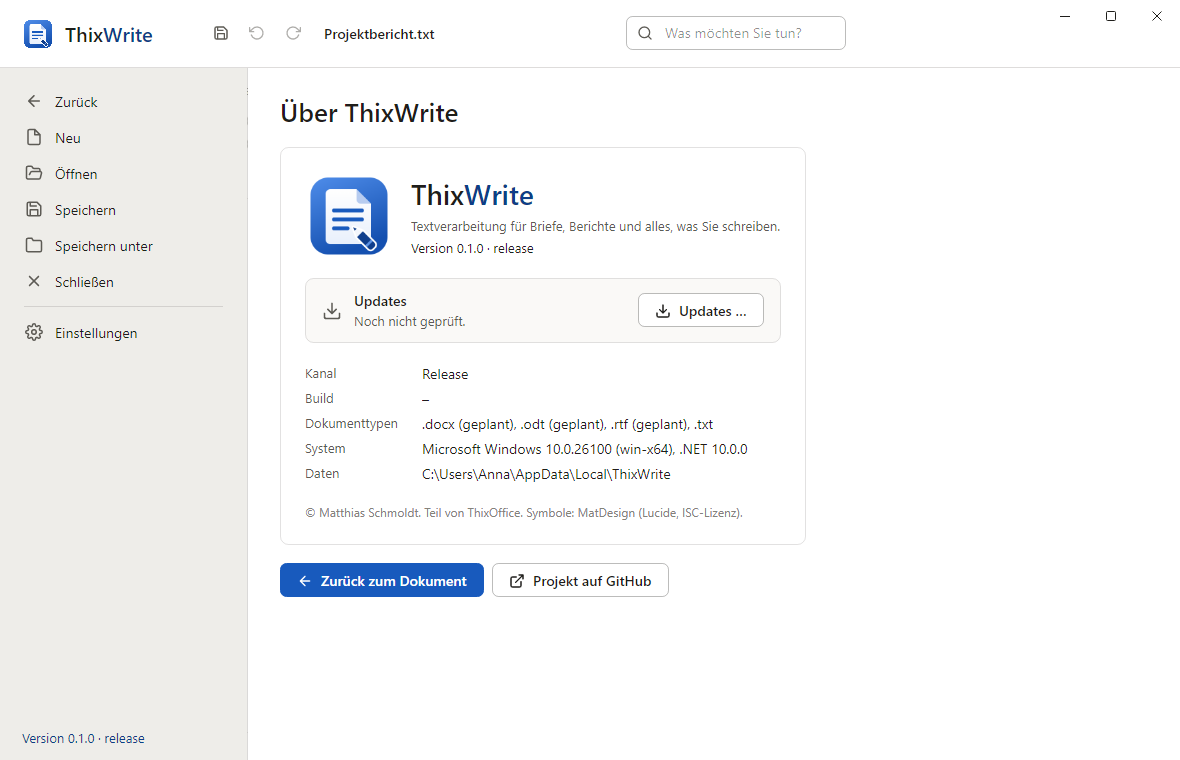 ThixWrite
Projektbericht.txt
Was möchten Sie tun?
Zurück
Neu
Öffnen
Speichern
Speichern unter
Schließen
Einstellungen
Version 0.1.0 · release
Über ThixWrite
ThixWrite
Textverarbeitung für Briefe, Berichte und alles, was Sie schreiben.
Version 0.1.0 · release
Updates
Noch nicht geprüft.
Updates ...
Kanal Release
Build –
Dokumenttypen .docx (geplant), .odt (geplant), .rtf (geplant), .txt
System Microsoft Windows 10.0.26100 (win-x64), .NET 10.0.0
Daten C:\Users\Anna\AppData\Local\ThixWrite
© Matthias Schmoldt. Teil von ThixOffice. Symbole: MatDesign (Lucide, ISC-Lizenz).
Zurück zum Dokument
Projekt auf GitHub